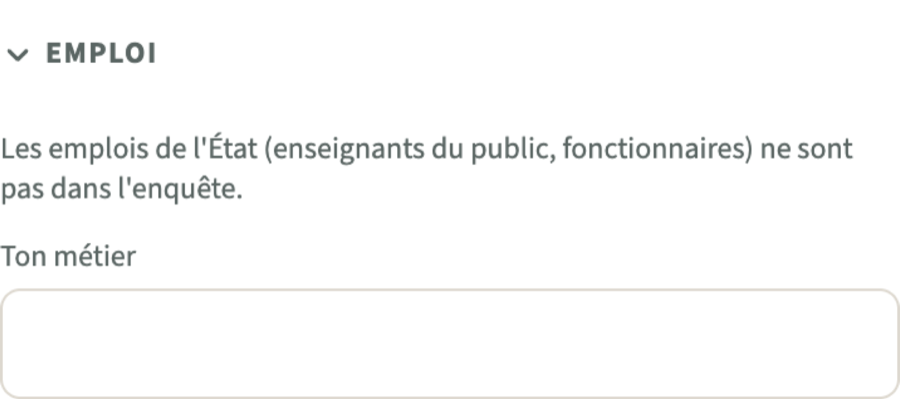 EMPLOI
Les emplois de l'État (enseignants du public, fonctionnaires) ne sont
pas dans l'enquête.
Ton métier